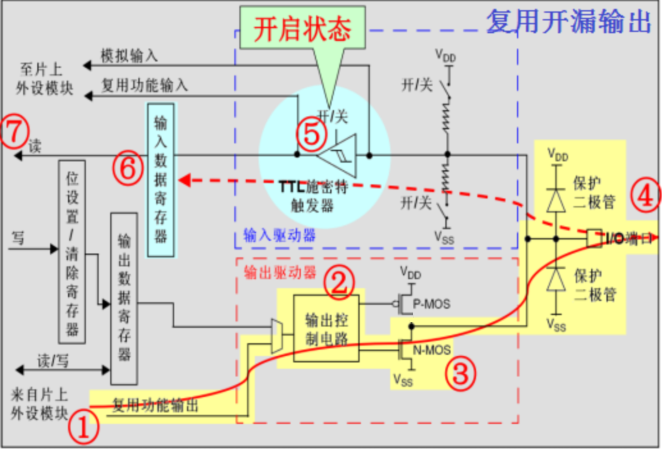 复用开漏输出
开启状态
模拟输入
至片上
外设模块
复用功能输入
VDD
开/关
开/关
⑤
⑦
读
⑥
输入数据寄存器
TTL施密特
触发器
开/关
VSS
输入驱动器
VDD
保护
二极管
④
I/O端口
保护
二极管
VSS
位设置/清除寄存器
写
输出数据寄存器
输出驱动器
②
VDD
P-MOS
输出控
制电路
N-MOS
VSS
③
读/写
来自片上
外设模块
①
复用功能输出